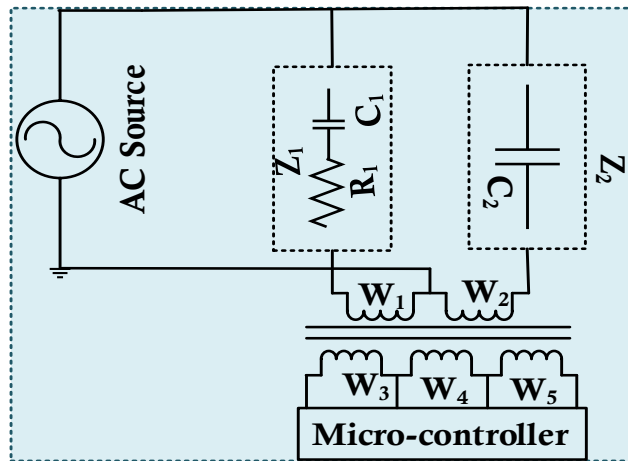 AC Source
Z₁
C₁
R₁
C₂
Z₂
W₁
W₂
W₃
W₄
W₅
Micro-controller